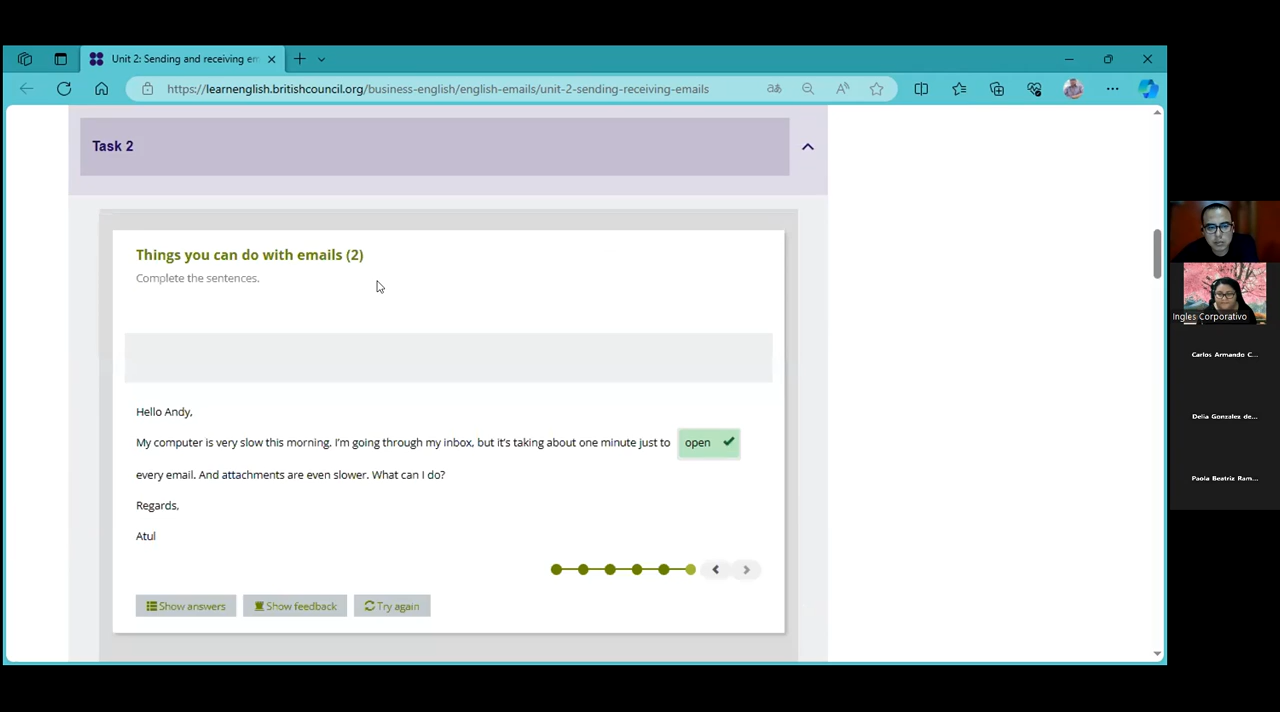 Unit 2: Sending and receiving em
https://learnenglish.britishcouncil.org/business-english/english-emails/unit-2-sending-receiving-emails
Task 2
Things you can do with emails (2)
Complete the sentences.
Hello Andy,
My computer is very slow this morning. I'm going through my inbox, but it's taking about one minute just to open
every email. And attachments are even slower. What can I do?
Regards,
Atul
Show answers
Show feedback
Try again
Ingles Corporativo
Carlos Armando C...
Delia Gonzalez de...
Paola Beatriz Ram...